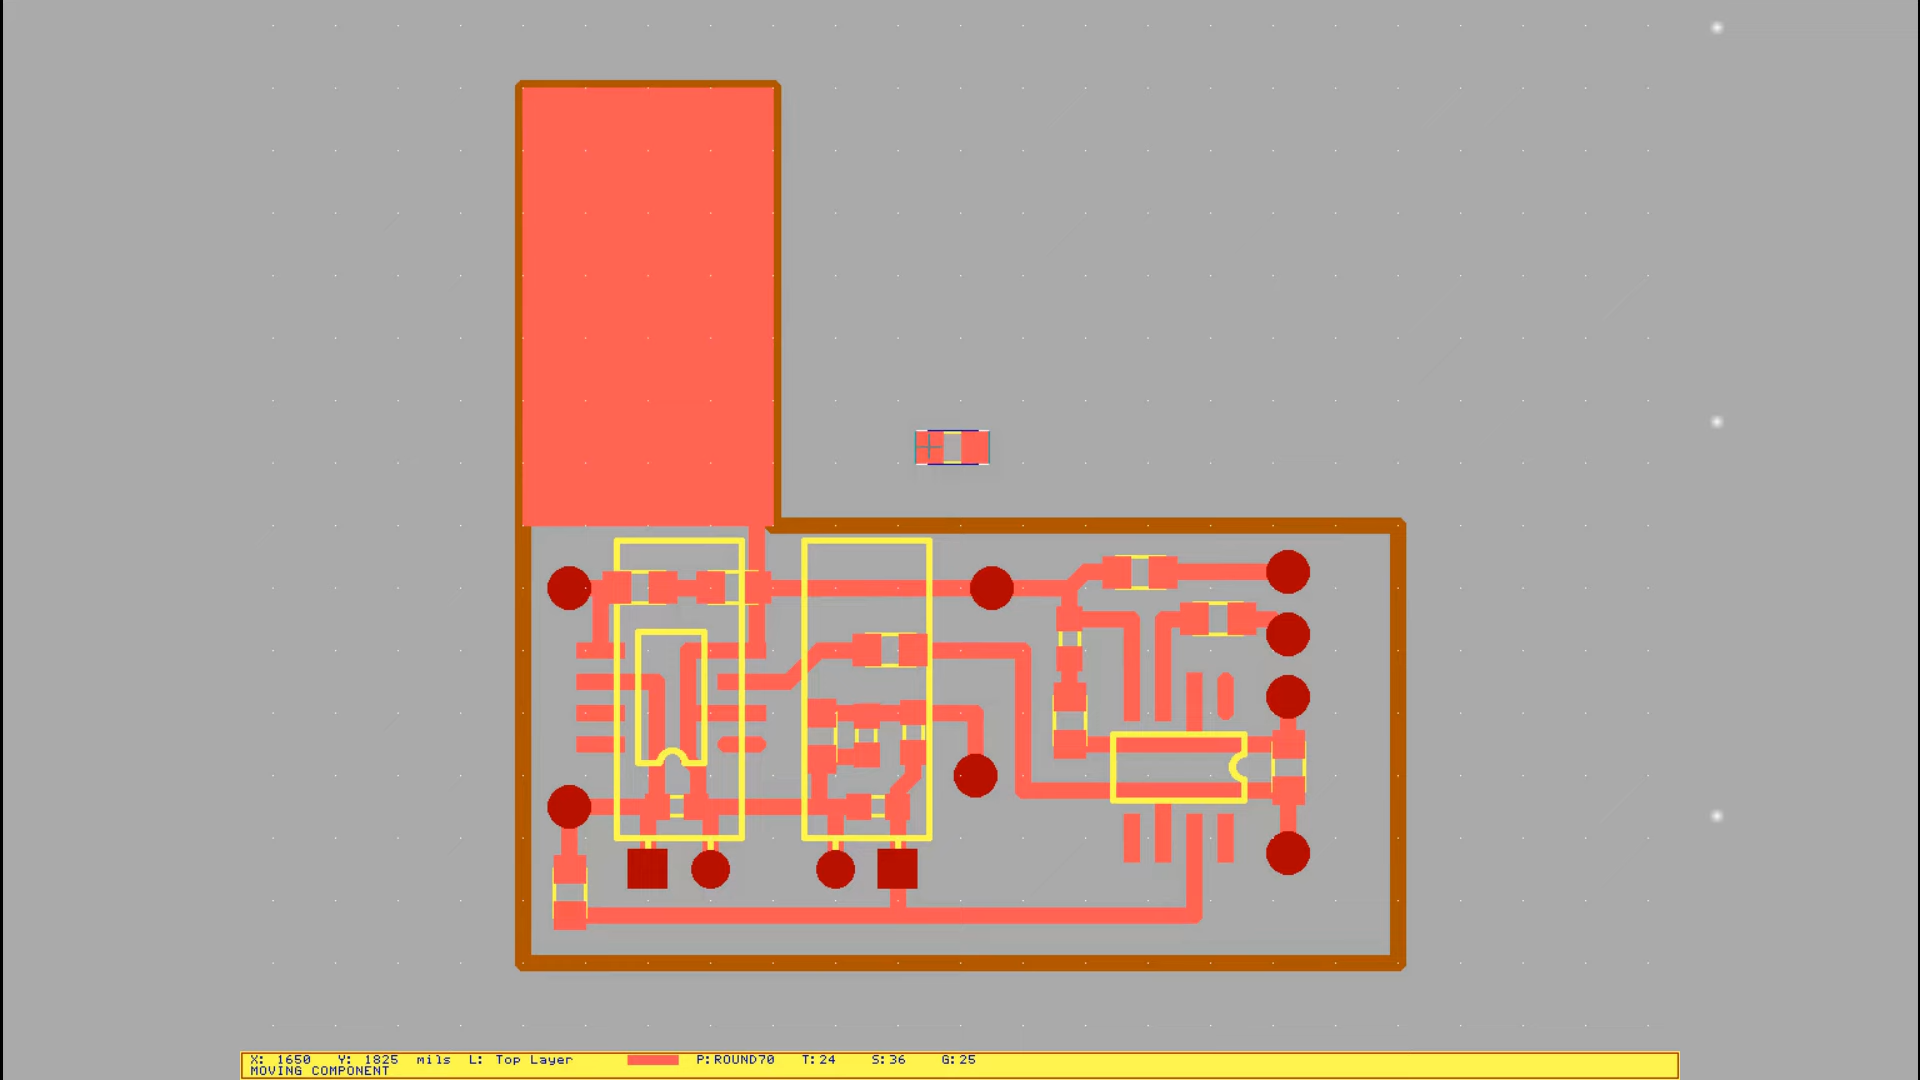 X: 1650 Y: 1825 mils L: Top Layer P:ROUND70 T:24 S:36 G:25
MOVING COMPONENT